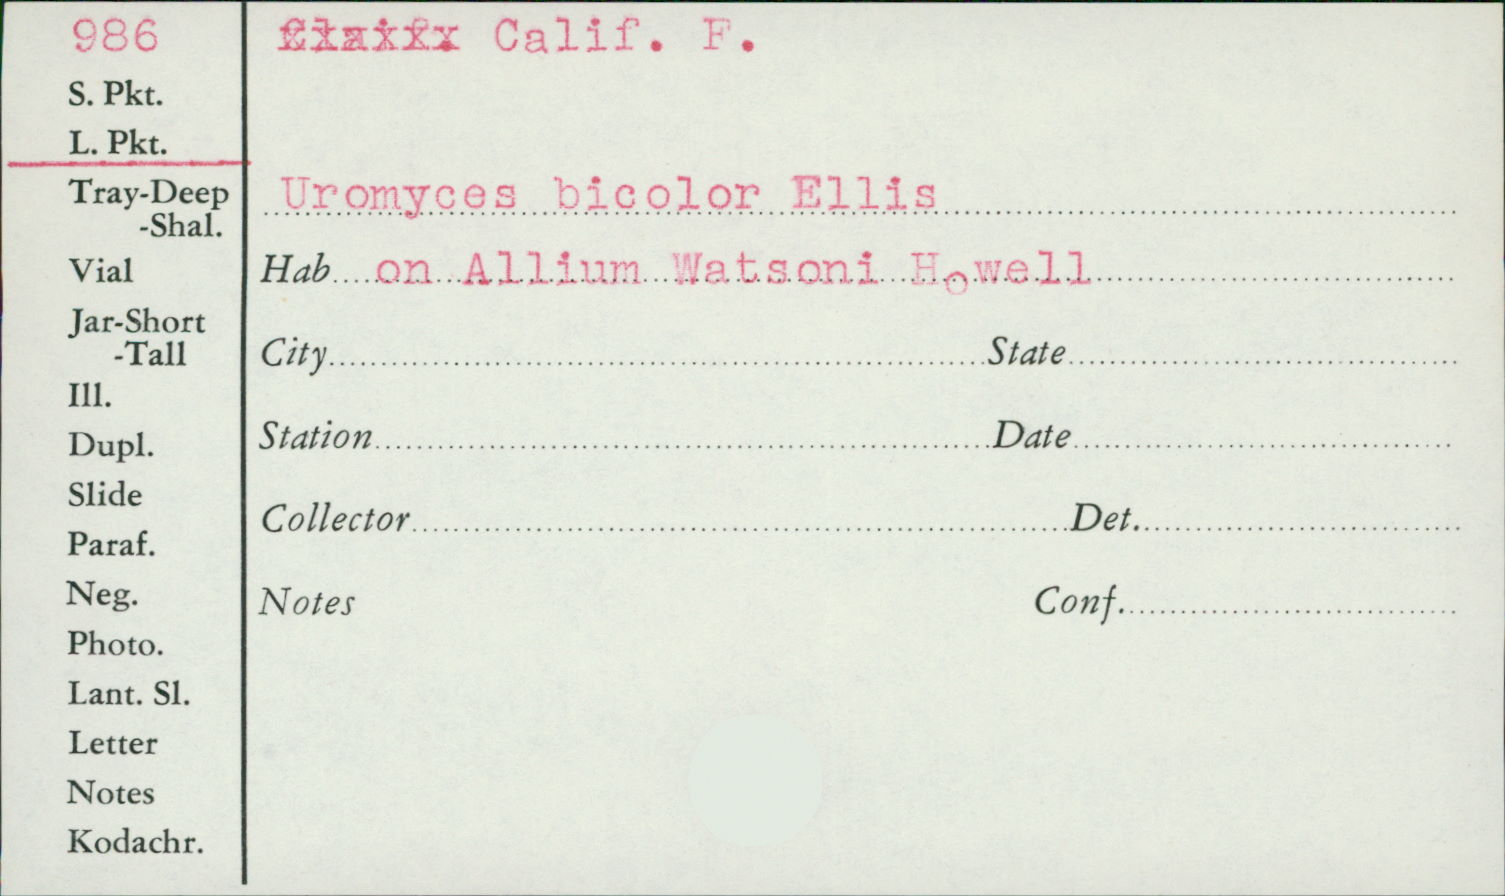 986
Calif. F.
S. Pkt.
L. Pkt.
Tray-Deep
-Shal.
Uromyces bicolor Ellis
Vial
Hab on Allium Watsoni Howell
Jar-Short
-Tall
City State
Ill.
Dupl.
Station Date
Slide
Collector Det.
Paraf.
Neg.
Notes Conf.
Photo.
Lant. Sl.
Letter
Notes
Kodachr.